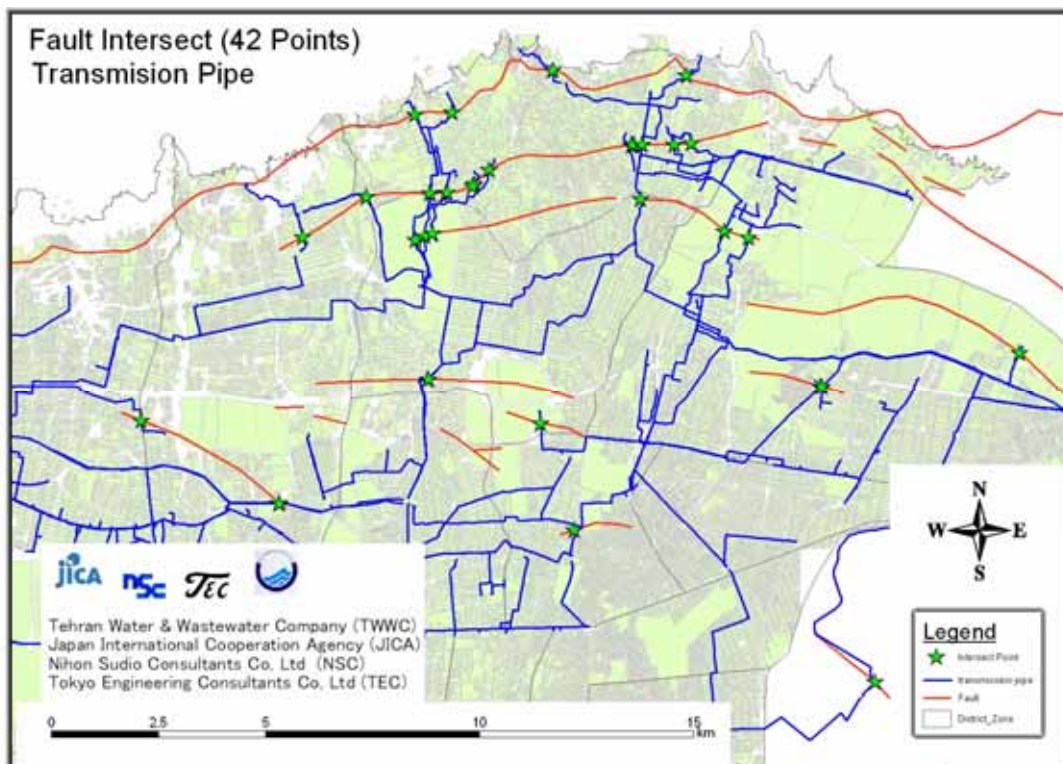 Fault Intersect (42 Points)
Transmision Pipe
N
W E
S
JICA nsc TEC
Tehran Water & Wastewater Company (TWWC)
Japan International Cooperation Agency (JICA)
Nihon Sudio Consultants Co. Ltd (NSC)
Tokyo Engineering Consultants Co. Ltd (TEC)
Legend
Intersect Point
transmission pipe
Fault
District_Zone
0 2.5 5 10 15
km